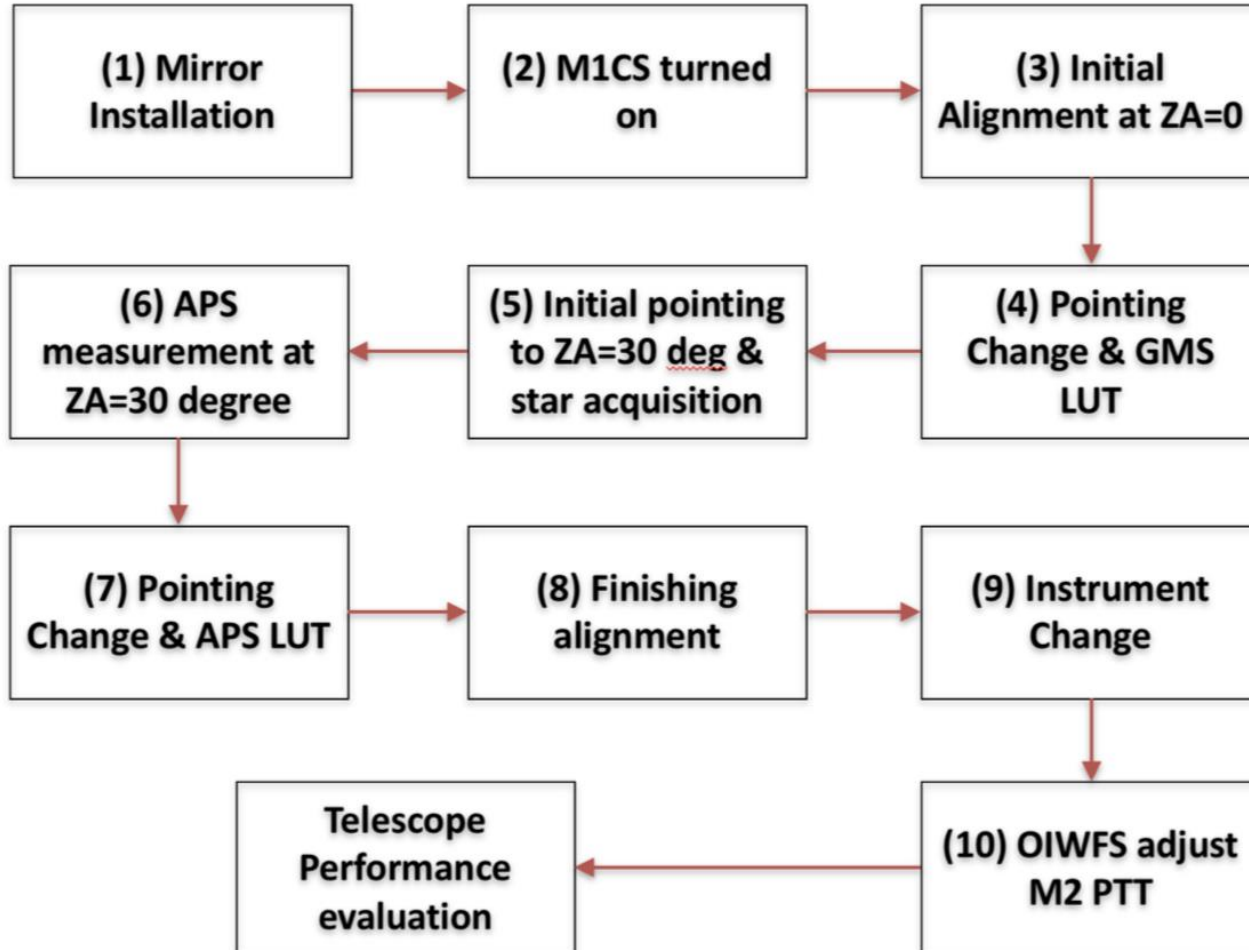 (1) Mirror
Installation
(2) M1CS turned
on
(3) Initial
Alignment at ZA=0
(4) Pointing
Change & GMS
LUT
(5) Initial pointing
to ZA=30 deg &
star acquisition
(6) APS
measurement at
ZA=30 degree
(7) Pointing
Change & APS LUT
(8) Finishing
alignment
(9) Instrument
Change
(10) OIWFS adjust
M2 PTT
Telescope
Performance
evaluation